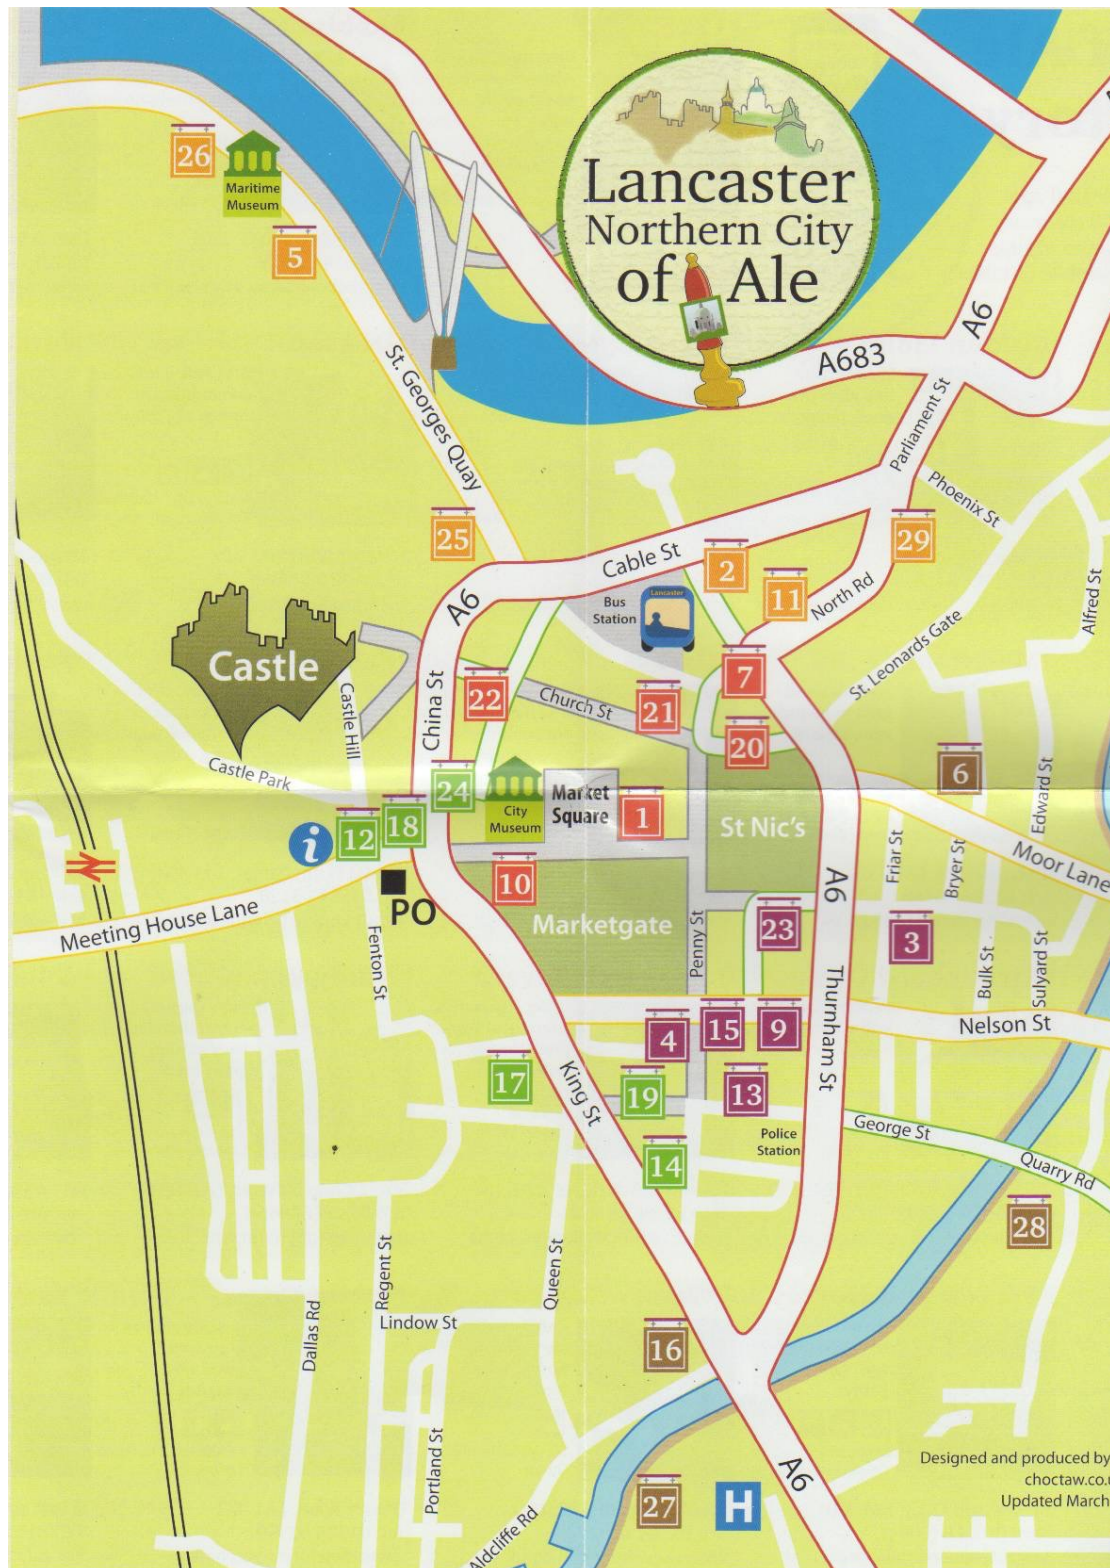 26
Maritime
Museum
5
Lancaster
Northern City
of Ale
A6
A683
St. Georges Quay
Parliament St
Phoenix St
25
Cable St
2
29
Alfred St
A6
Bus
Station
Lancaster
11
North Rd
Castle
China St
22
Church St
21
7
St. Leonards Gate
Castle Hill
20
Castle Park
24
City
Museum
Market
Square
1
St Nic's
6
Edward St
i
12
18
Friar St
Bryer St
Moor Lane
10
PO
Meeting House Lane
Marketgate
A6
Fenton St
Penny St
23
3
Bulk St
Sulyard St
4
15
9
Thurnham St
Nelson St
17
King St
19
13
George St
Police
Station
14
Quarry Rd
28
Queen St
Regent St
Dallas Rd
Lindow St
16
Portland St
A6
Designed and produced by
choctaw.co.u
Updated March
27
H
Aldcliffe Rd